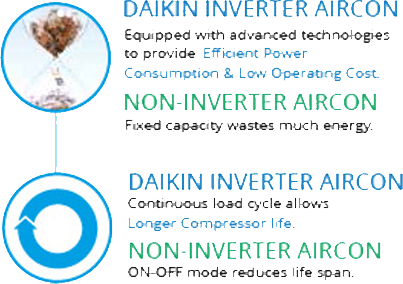 DAIKIN INVERTER AIRCON
Equipped with advanced technologies
to provide Efficient Power
Consumption & Low Operating Cost.
NON-INVERTER AIRCON
Fixed capacity wastes much energy.
DAIKIN INVERTER AIRCON
Continuous load cycle allows
Longer Compressor life.
NON-INVERTER AIRCON
ON-OFF mode reduces life span.